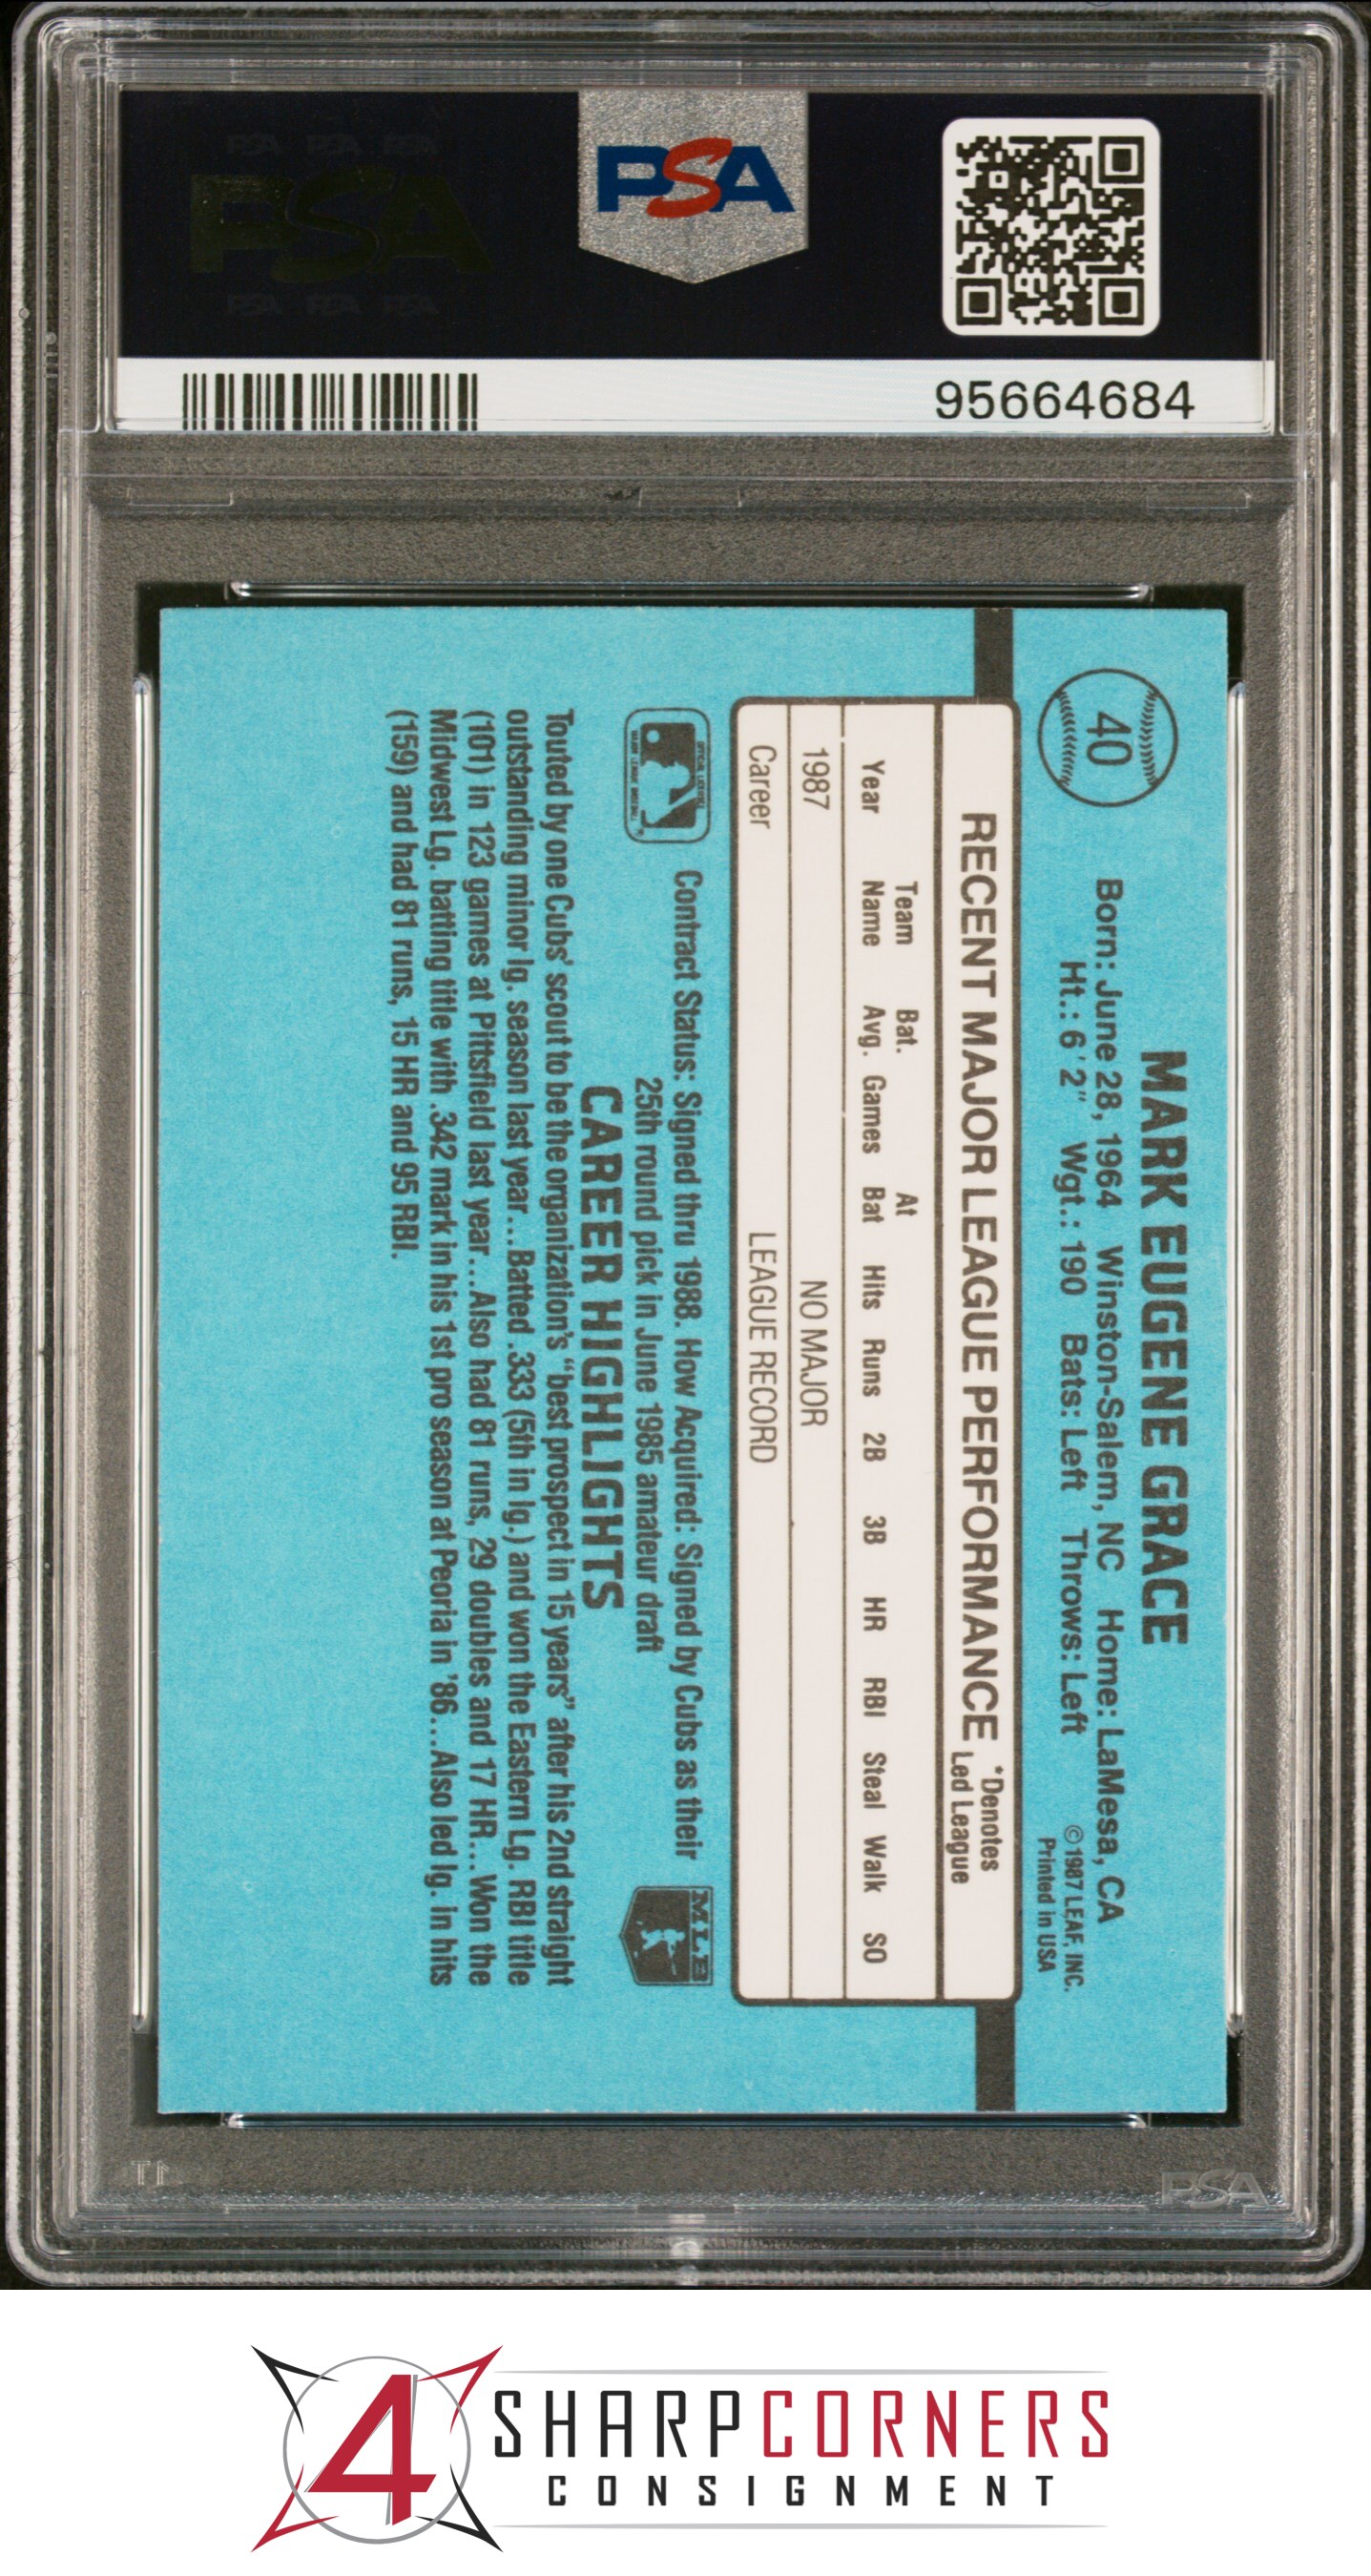 PSA PSA PSA
PSA
PSA PSA PSA
PSA
95664684
40
MARK EUGENE GRACE
Born: June 28, 1964 Winston-Salem, NC Home: LaMesa, CA
Ht.: 6' 2" Wgt.: 190 Bats: Left Throws: Left
© 1987 LEAF, INC.
Printed in USA
RECENT MAJOR LEAGUE PERFORMANCE
*Denotes
Led League
Team Bat. At
Year Name Avg. Games Bat Hits Runs 2B 3B HR RBI Steal Walk SO
1987 NO MAJOR
Career LEAGUE RECORD
Contract Status: Signed thru 1988. How Acquired: Signed by Cubs as their
25th round pick in June 1985 amateur draft
CAREER HIGHLIGHTS
Touted by one Cubs' scout to be the organization's "best prospect in 15 years" after his 2nd straight
outstanding minor lg. season last year...Batted .333 (5th in lg.) and won the Eastern Lg. RBI title
(101) in 123 games at Pittsfield last year...Also had 81 runs, 29 doubles and 17 HR...Won the
Midwest Lg. batting title with .342 mark in his 1st pro season at Peoria in '86...Also led lg. in hits
(159) and had 81 runs, 15 HR and 95 RBI.
PSA
4
SHARPCORNERS
CONSIGNMENT